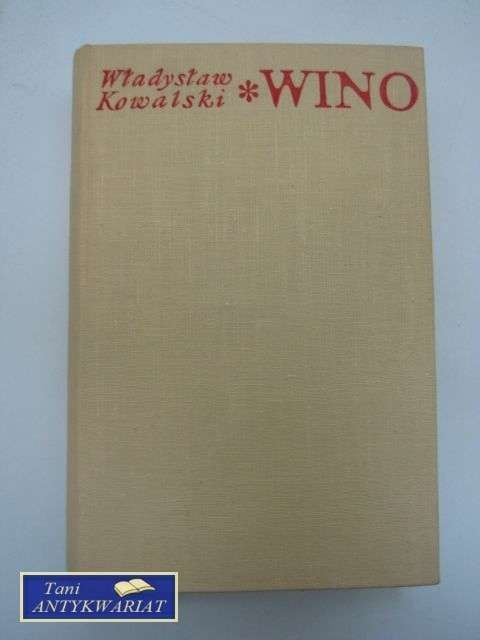 Władysław
Kowalski * WINO
Tani
ANTYKWARIAT